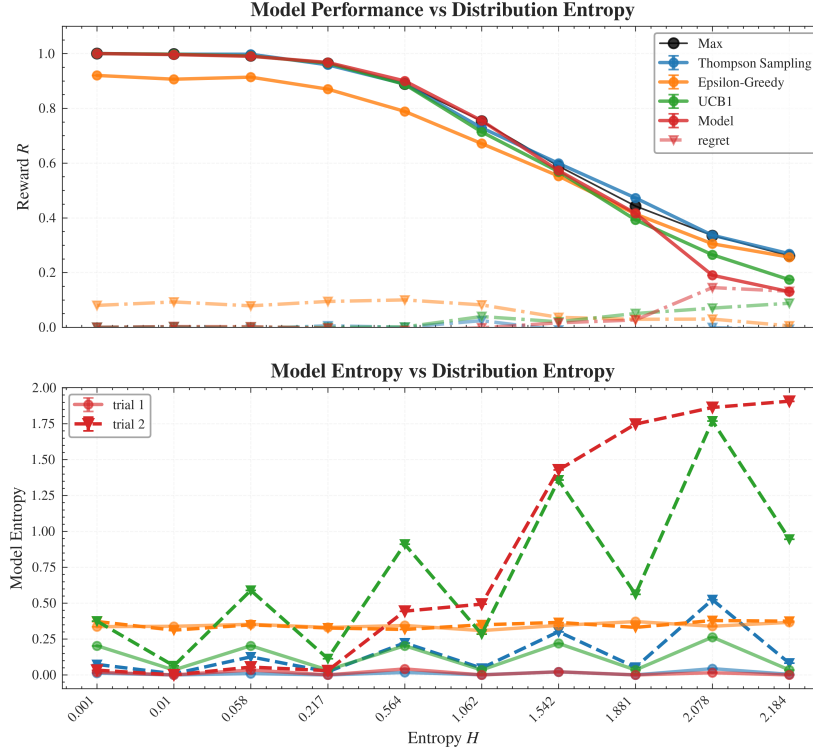 Model Performance vs Distribution Entropy
1.0
0.8
0.6
0.4
0.2
0.0
Reward R
Max
Thompson Sampling
Epsilon-Greedy
UCB1
Model
regret
Model Entropy vs Distribution Entropy
2.00
1.75
1.50
1.25
1.00
0.75
0.50
0.25
0.00
Model Entropy
trial 1
trial 2
0.001
0.01
0.058
0.217
0.564
1.062
1.542
1.881
2.078
2.184
Entropy H